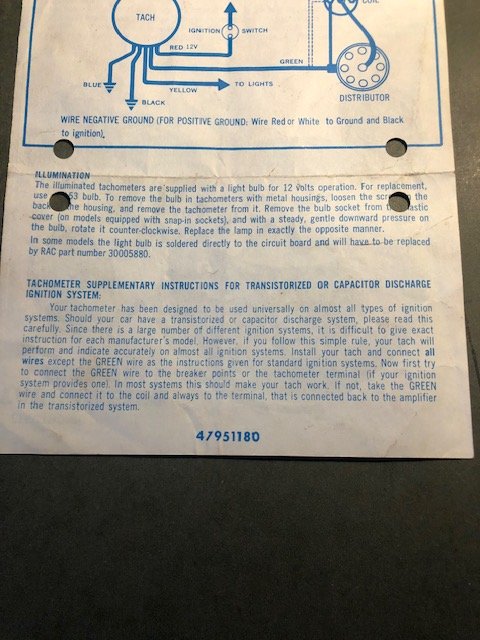 COIL
TACH
IGNITION SWITCH
RED 12V
GREEN
BLUE
YELLOW
TO LIGHTS
BLACK
DISTRIBUTOR
WIRE NEGATIVE GROUND (FOR POSITIVE GROUND: Wire Red or White to Ground and Black
to ignition).
ILLUMINATION
The illuminated tachometers are supplied with a light bulb for 12 volts operation. For replacement,
use 53 bulb. To remove the bulb in tachometers with metal housings, loosen the the
back housing, and remove the tachometer from it. Remove the bulb socket from
cover (on models equipped with snap-in sockets), and with a steady, gentle downward pressure on
the bulb, rotate it counter-clockwise. Replace the lamp in exactly the opposite manner.
In some models the light bulb is soldered directly to the circuit board and will have to be replaced
by RAC part number 30005880.
TACHOMETER SUPPLEMENTARY INSTRUCTIONS FOR TRANSISTORIZED OR CAPACITOR DISCHARGE
IGNITION SYSTEM:
Your tachometer has been designed to be used universally on almost all types of ignition
systems. Should your car have a transistorized or capacitor discharge system, please read this
carefully. Since there is a large number of different ignition systems, it is difficult to give exact
instruction for each manufacturer's model. However, if you follow this simple rule, your tach will
perform and indicate accurately on almost all ignition systems. Install your tach and connect all
wires except the GREEN wire as the instructions given for standard ignition systems. Now first try
to connect the GREEN wire to the breaker points or the tachometer terminal (if your ignition
system provides one). In most systems this should make your tach work. If not, take the GREEN
wire and connect it to the coil and always to the terminal, that is connected back to the amplifier
in the transistorized system.
47951180